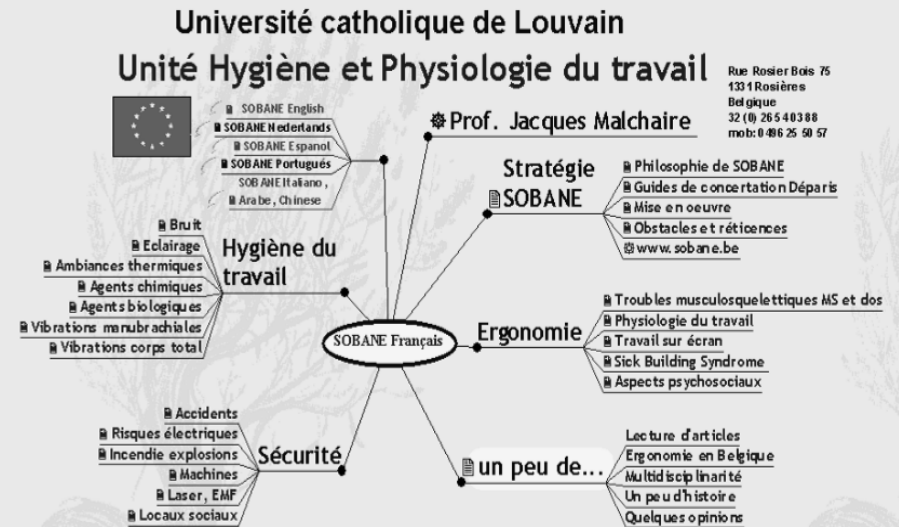 Université catholique de Louvain
Unité Hygiène et Physiologie du travail
Rue Rosier Bois 75
1331 Rosières
Belgique
32 (0) 265 403 88
mob: 0496 25 50 57
SOBANE English
SOBANE Nederlands
SOBANE Espanol
SOBANE Portugués
SOBANE Italiano,
Arabe, Chinese
Prof. Jacques Malchaire
Stratégie
SOBANE
Philosophie de SOBANE
Guides de concertation Déparis
Mise en oeuvre
Obstacles et réticences
www.sobane.be
Hygiène du
travail
Bruit
Eclairage
Ambiances thermiques
Agents chimiques
Agents biologiques
Vibrations manubrachiales
Vibrations corps total
SOBANE Français
Ergonomie
Troubles musculosquelettiques MS et dos
Physiologie du travail
Travail sur écran
Sick Building Syndrome
Aspects psychosociaux
Sécurité
Accidents
Risques électriques
Incendie explosions
Machines
Laser, EMF
Locaux sociaux
un peu de...
Lecture d'articles
Ergonomie en Belgique
Multidisciplinarité
Un peu d'histoire
Quelques opinions